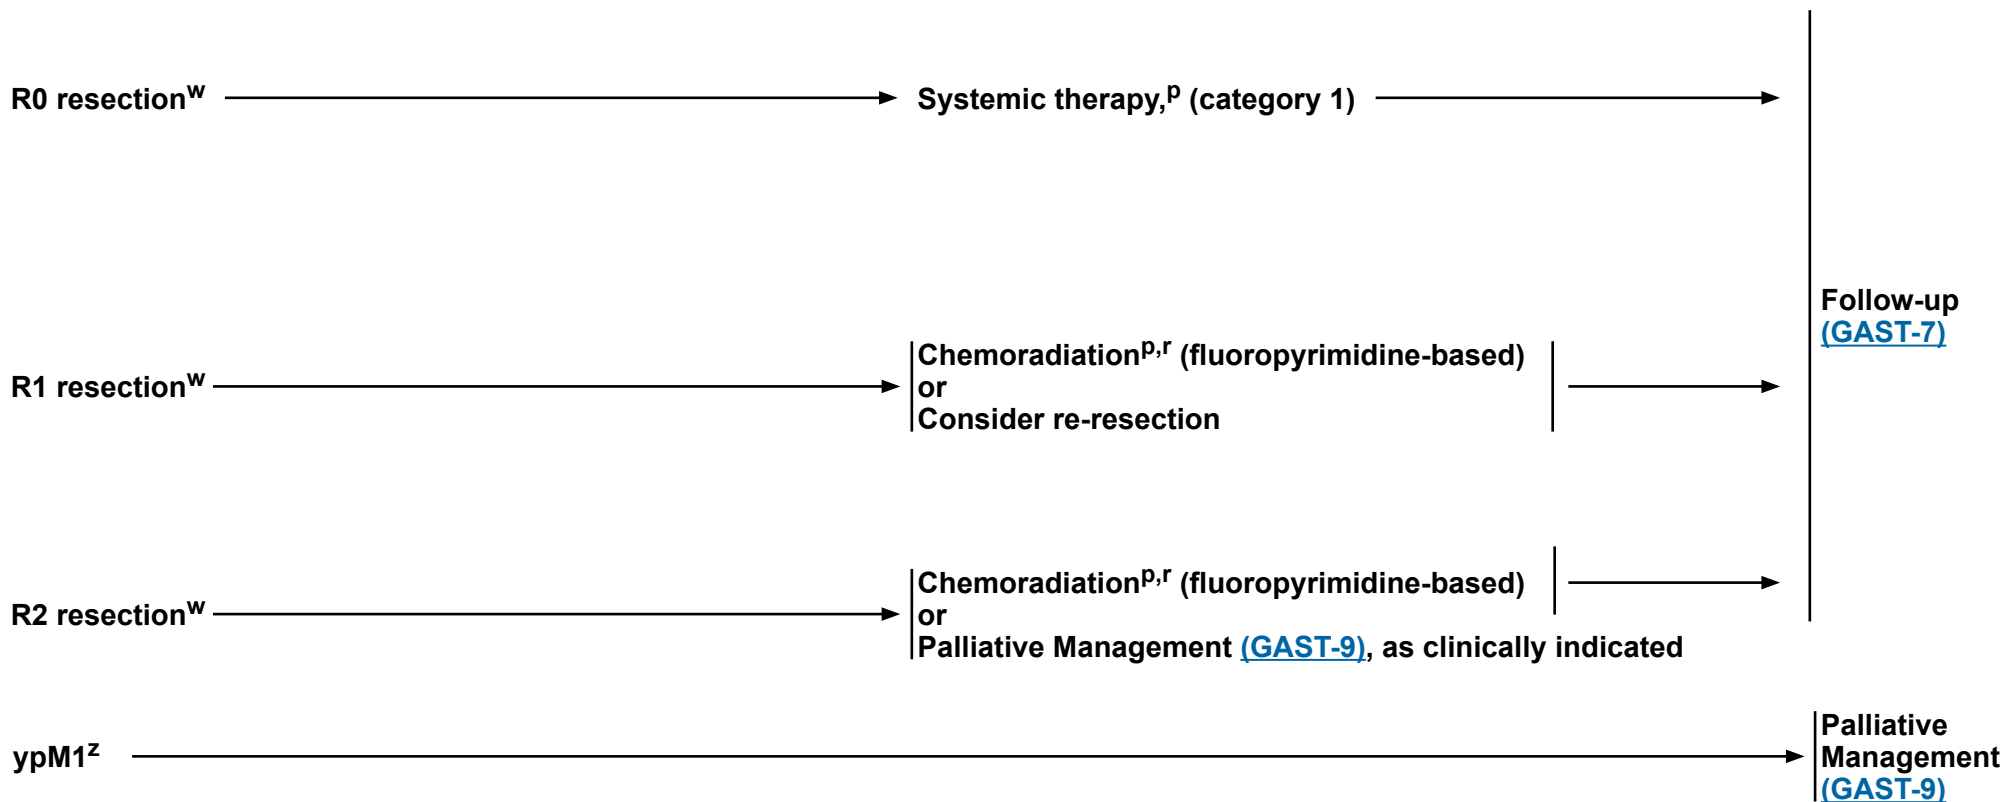 R0 resectionw
Systemic therapy,p (category 1)
Follow-up
(GAST-7)
R1 resectionw
Chemoradiationp,r (fluoropyrimidine-based)
or
Consider re-resection
R2 resectionw
Chemoradiationp,r (fluoropyrimidine-based)
or
Palliative Management (GAST-9), as clinically indicated
ypM1z
Palliative
Management
(GAST-9)